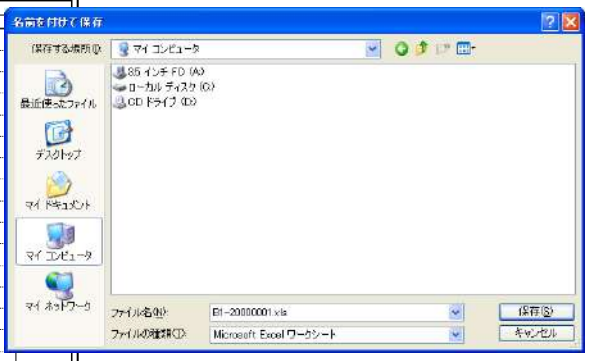 名前を付けて保存
保存する場所(I):
マイ コンピュータ
3.5 インチ FD (A:)
ローカル ディスク (C:)
CD ドライブ (D:)
最近使ったファイル
デスクトップ
マイ ドキュメント
マイ コンピュータ
マイ ネットワーク
ファイル名(N):
B1-20000001.xls
保存(S)
ファイルの種類(T):
Microsoft Excel ワークシート
キャンセル